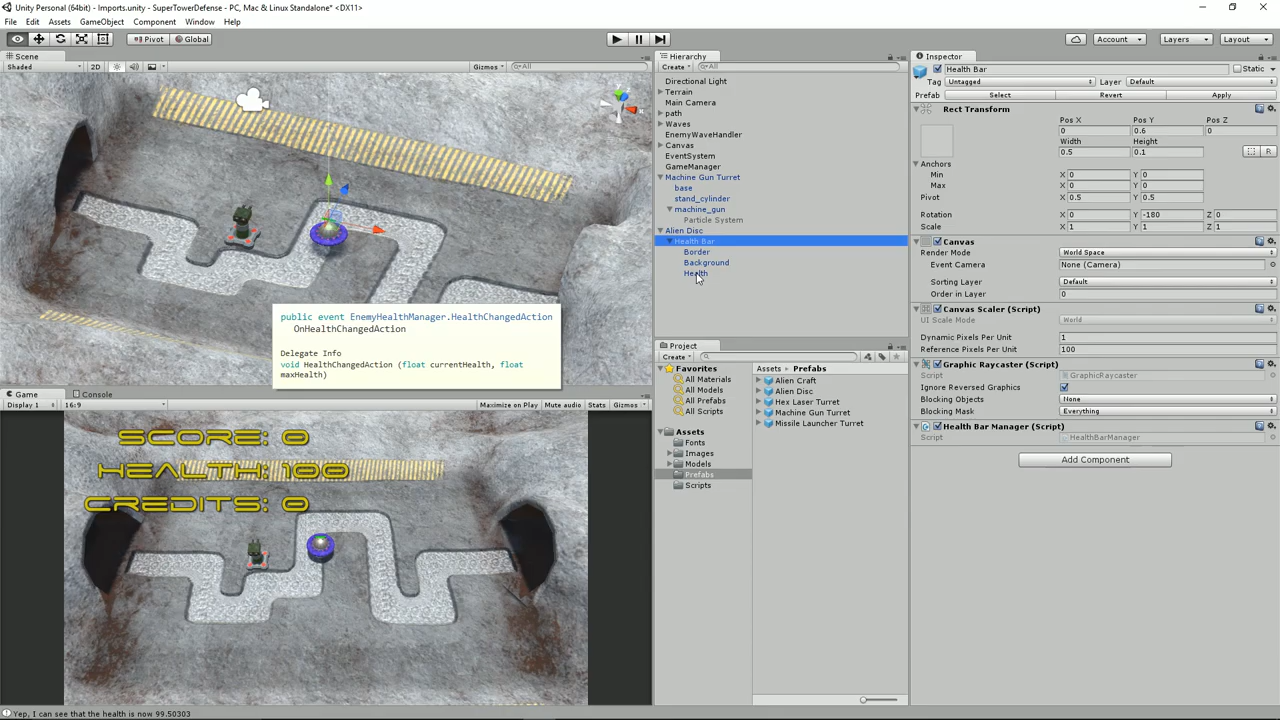 Unity Personal (64bit) - Imports.unity - SuperTowerDefense - PC, Mac & Linux Standalone* <DX11>
File Edit Assets GameObject Component Window Help
Pivot Global Account Layers Layout
Scene
Shaded 2D Gizmos All
public event EnemyHealthManager.HealthChangedAction
OnHealthChangedAction
Delegate Info
void HealthChangedAction (float currentHealth, float
maxHealth)
Game Console
Display 1 16:9 Maximize on Play Mute audio Stats Gizmos
SCORE: 0
HEALTH: 100
CREDITS: 0
Yep, I can see that the health is now 99.50303
Hierarchy
Create All
Directional Light
Terrain
Main Camera
path
Waves
EnemyWaveHandler
Canvas
EventSystem
GameManager
Machine Gun Turret
base
stand_cylinder
machine_gun
Particle System
Alien Disc
Health Bar
Border
Background
Health
Project
Create
Favorites
All Materials
All Models
All Prefabs
All Scripts
Assets
Fonts
Images
Models
Prefabs
Scripts
Assets Prefabs
Alien Craft
Alien Disc
Hex Laser Turret
Machine Gun Turret
Missile Launcher Turret
Inspector
Health Bar Static
Tag Untagged Layer Default
Prefab Select Revert Apply
Rect Transform
Pos X Pos Y Pos Z
0 0.6 0
Width Height
0.5 0.1 R
Anchors
Min X 0 Y 0
Max X 0 Y 0
Pivot X 0.5 Y 0.5
Rotation X 0 Y -180 Z 0
Scale X 1 Y 1 Z 1
Canvas
Render Mode World Space
Event Camera None (Camera)
Sorting Layer Default
Order in Layer 0
Canvas Scaler (Script)
UI Scale Mode World
Dynamic Pixels Per Unit 1
Reference Pixels Per Unit 100
Graphic Raycaster (Script)
Script GraphicRaycaster
Ignore Reversed Graphics
Blocking Objects None
Blocking Mask Everything
Health Bar Manager (Script)
Script HealthBarManager
Add Component